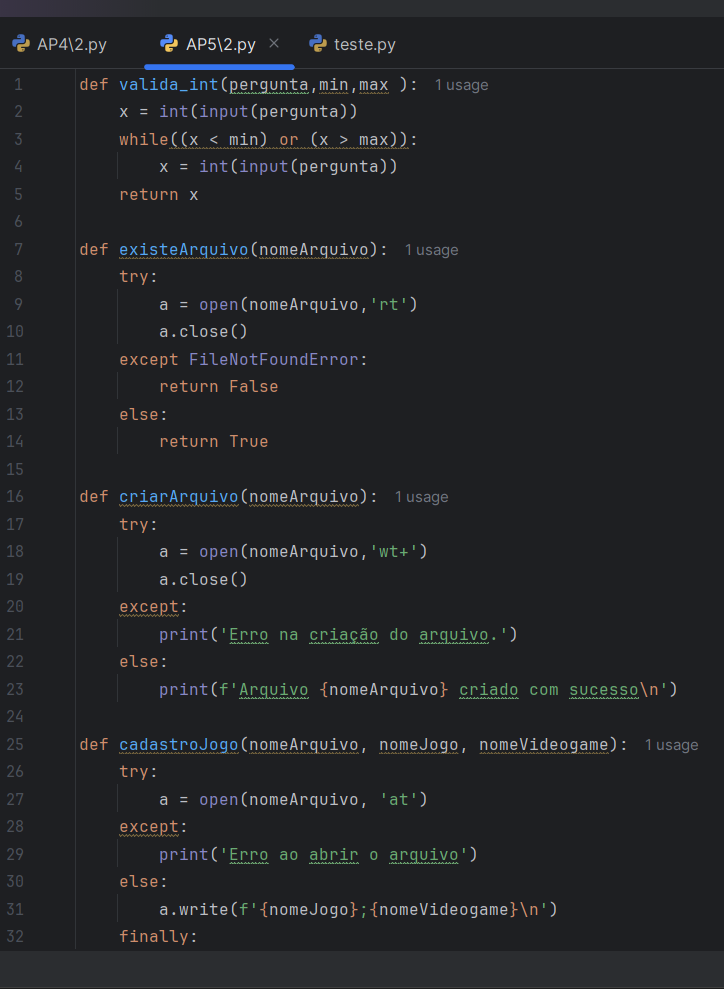 AP4\2.py AP5\2.py × teste.py
1 def valida_int(pergunta,min,max ): 1 usage
2 x = int(input(pergunta))
3 while((x < min) or (x > max)):
4 x = int(input(pergunta))
5 return x
6
7 def existeArquivo(nomeArquivo): 1 usage
8 try:
9 a = open(nomeArquivo,'rt')
10 a.close()
11 except FileNotFoundError:
12 return False
13 else:
14 return True
15
16 def criarArquivo(nomeArquivo): 1 usage
17 try:
18 a = open(nomeArquivo,'wt+')
19 a.close()
20 except:
21 print('Erro na criação do arquivo.')
22 else:
23 print(f'Arquivo {nomeArquivo} criado com sucesso\n')
24
25 def cadastroJogo(nomeArquivo, nomeJogo, nomeVideogame): 1 usage
26 try:
27 a = open(nomeArquivo, 'at')
28 except:
29 print('Erro ao abrir o arquivo')
30 else:
31 a.write(f'{nomeJogo};{nomeVideogame}\n')
32 finally: